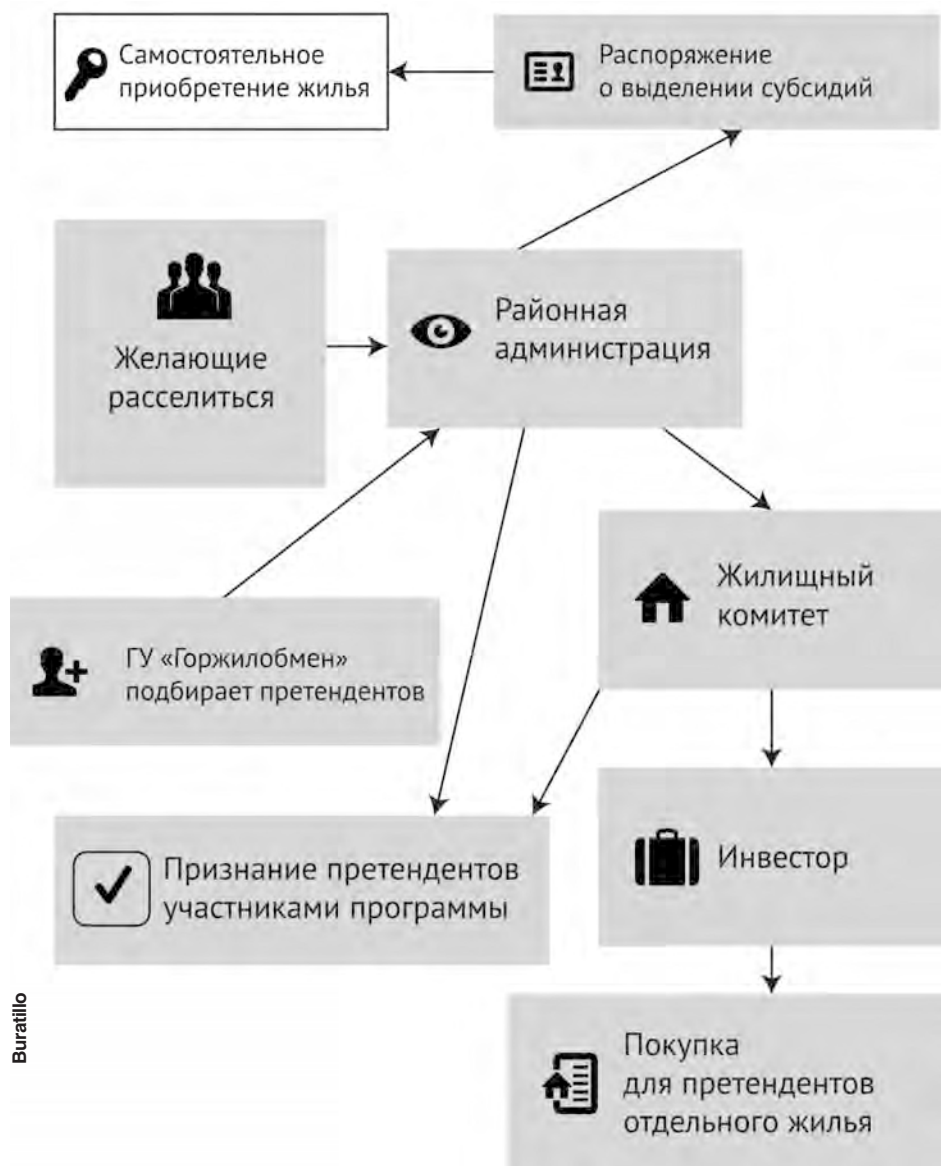 Самостоятельное
приобретение жилья
Распоряжение
о выделении субсидий
Желающие
расселиться
Районная
администрация
Жилищный
комитет
ГУ «Горжилобмен»
подбирает претендентов
Признание претендентов
участниками программы
Инвестор
Покупка
для претендентов
отдельного жилья
Buratillo